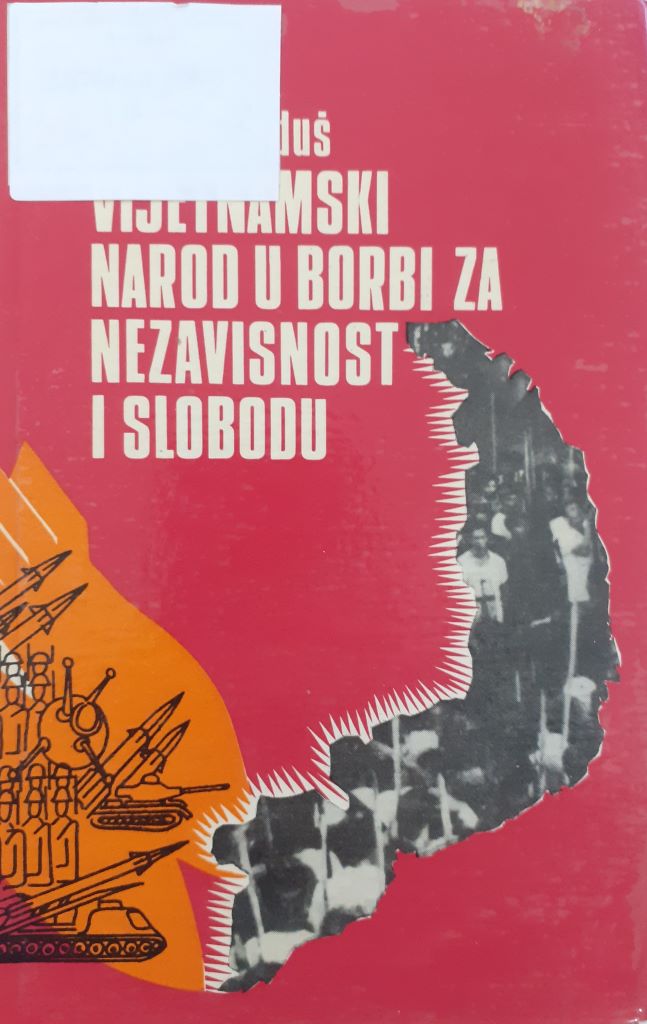 duš
VIJETNAMSKI
NAROD U BORBI ZA
NEZAVISNOST
I SLOBODU